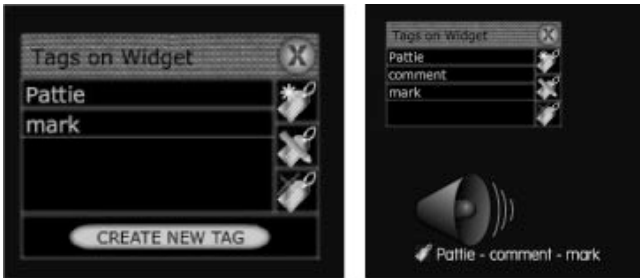 Tags on Widget
X
Pattie
mark
CREATE NEW TAG
Tags on Widget
X
Pattie
comment
mark
Pattie - comment - mark